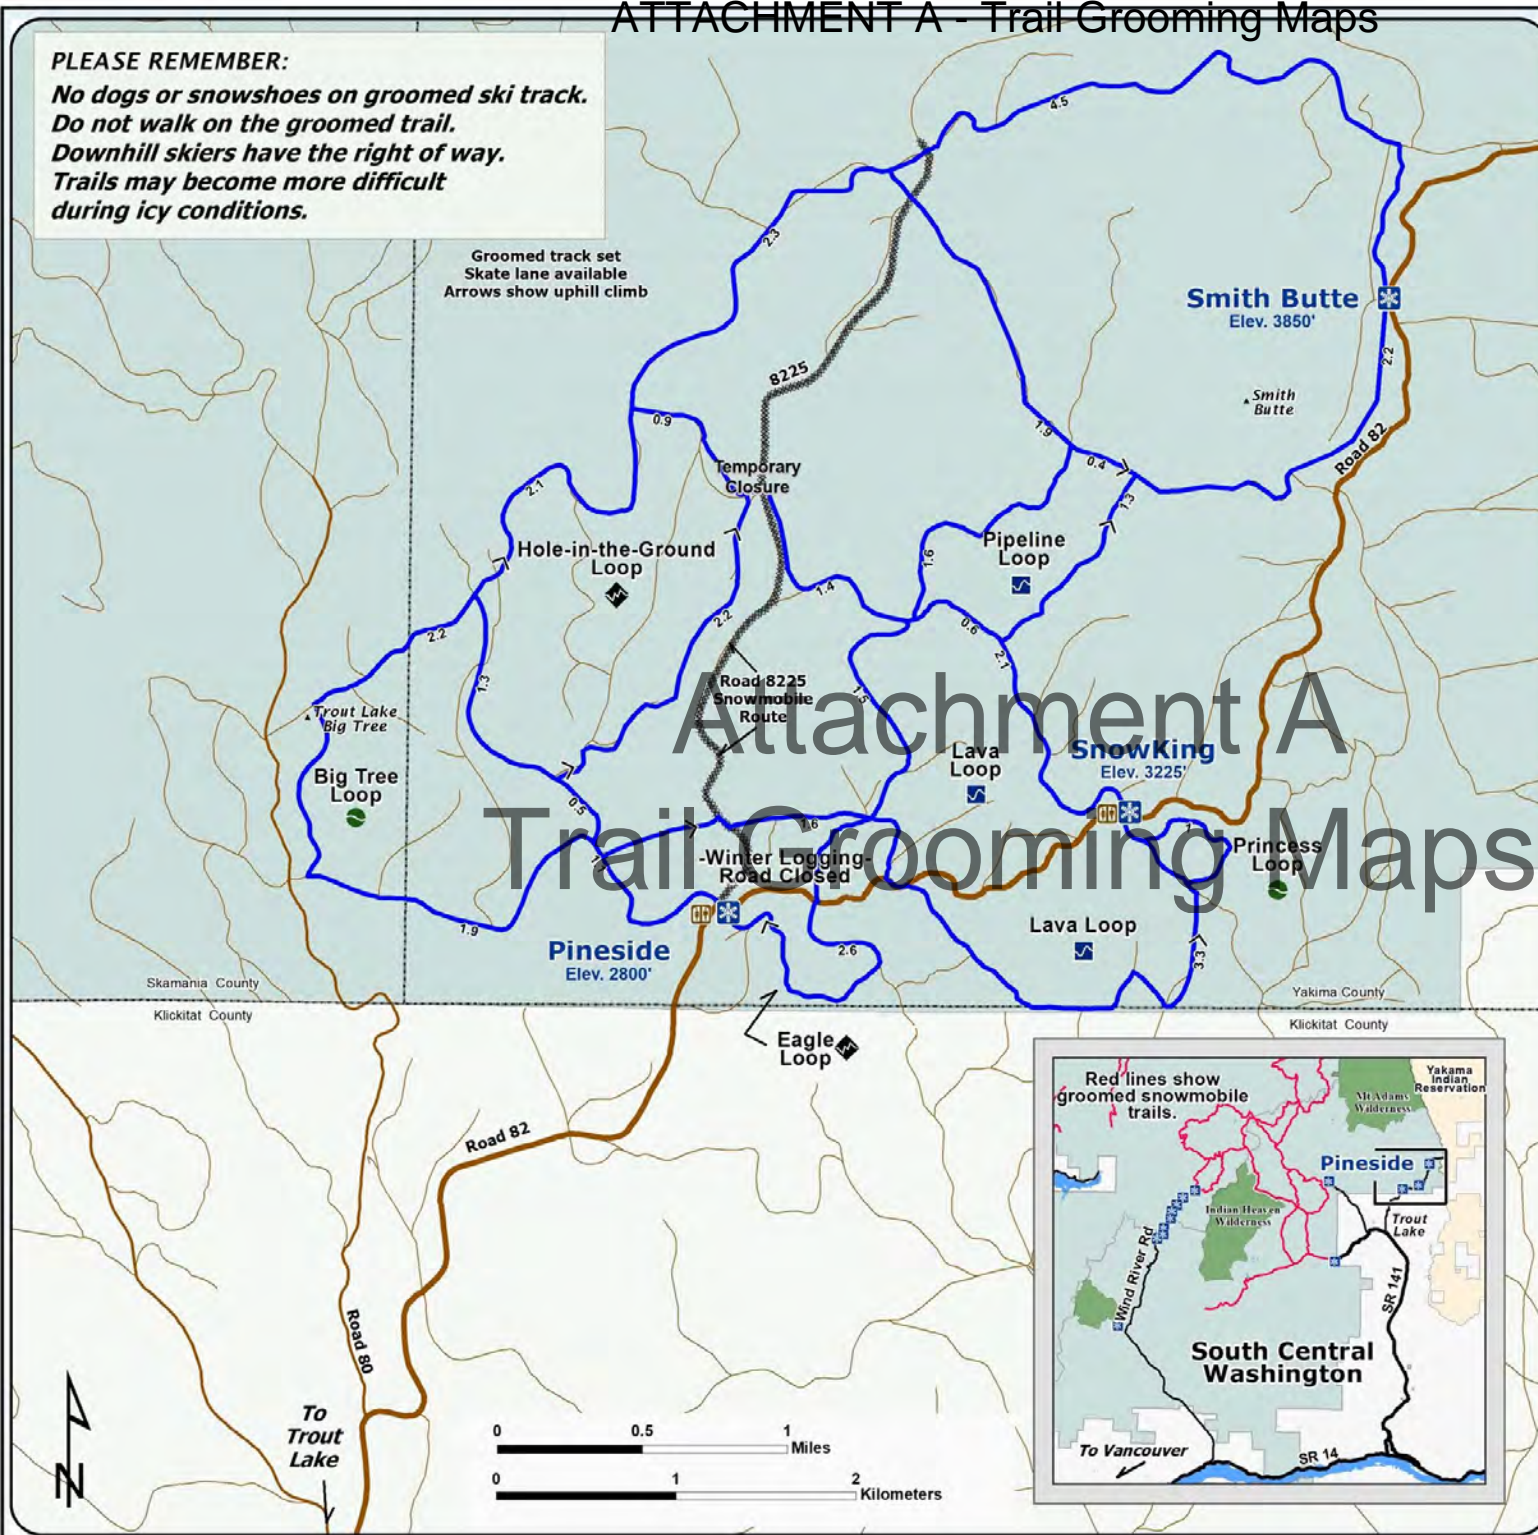 ATTACHMENT A - Trail Grooming Maps
PLEASE REMEMBER:
No dogs or snowshoes on groomed ski track.
Do not walk on the groomed trail.
Downhill skiers have the right of way.
Trails may become more difficult
during icy conditions.
4.5
2.3
Groomed track set
Skate lane available
Arrows show uphill climb
Smith Butte
Elev. 3850'
2.2
8225
Smith
Butte
0.9
1.9
Road 82
0.4
Temporary
Closure
2.1
1.3
Hole-in-the-Ground
Loop
Pipeline
Loop
1.6
1.4
2.2
0.6
2.2
2.1
1.3
Road 8225
Snowmobile
Route
1.5
Attachment A
Trout Lake
Big Tree
Lava
Loop
SnowKing
Elev. 3225'
Big Tree
Loop
0.5
1.6
Trail Grooming Maps
-Winter Logging-
Road Closed
Princess
Loop
1.9
2.6
Lava Loop
3.3
Pineside
Elev. 2800'
Skamania County
Klickitat County
Yakima County
Klickitat County
Eagle
Loop
Road 82
Road 80
To
Trout
Lake
N
0 0.5 1
Miles
0 1 2
Kilometers
Red lines show
groomed snowmobile
trails.
Yakama
Indian
Reservation
Mt Adams
Wilderness
Pineside
Indian Heaven
Wilderness
Trout
Lake
Wind River Rd
SR 141
South Central
Washington
To Vancouver
SR 14